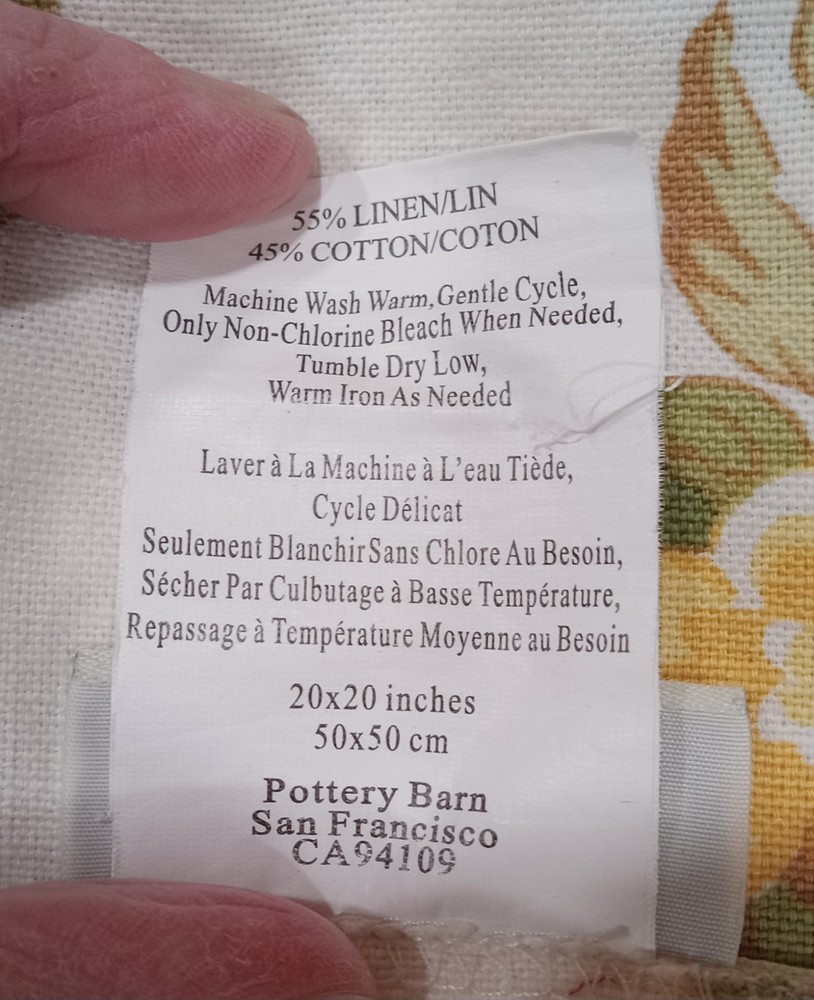 55% LINEN/LIN
45% COTTON/COTON
Machine Wash Warm,Gentle Cycle,
Only Non-Chlorine Bleach When Needed,
Tumble Dry Low,
Warm Iron As Needed
Laver à La Machine à L'eau Tiède,
Cycle Délicat
Seulement Blanchir Sans Chlore Au Besoin,
Sécher Par Culbutage à Basse Température,
Repassage à Température Moyenne au Besoin
20x20 inches
50x50 cm
Pottery Barn
San Francisco
CA94109